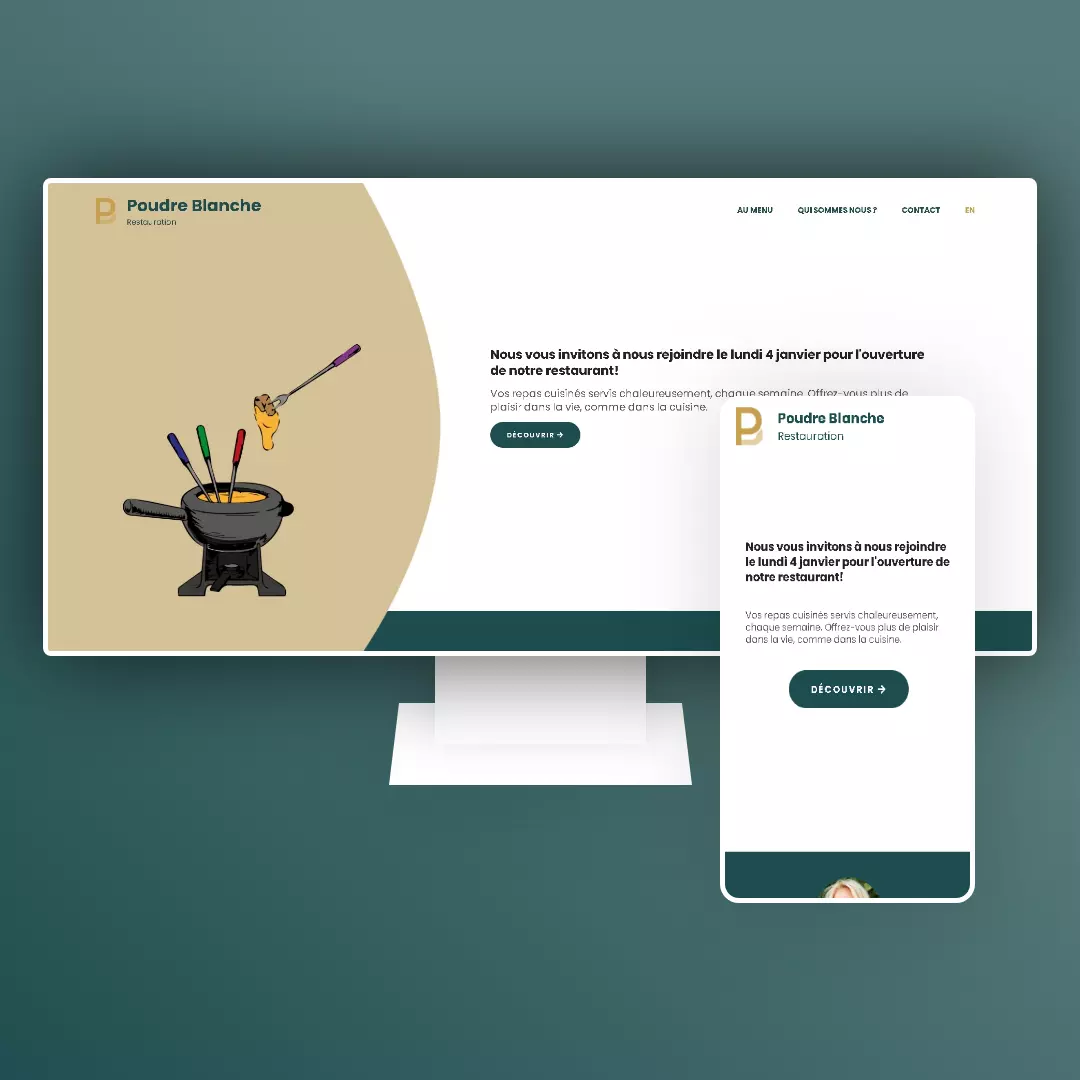 Poudre Blanche
Restauration
AU MENU
QUI SOMMES NOUS ?
CONTACT
EN
Nous vous invitons à nous rejoindre le lundi 4 janvier pour l'ouverture
de notre restaurant!
Vos repas cuisinés servis chaleureusement, chaque semaine. Offrez-vous plus de
plaisir dans la vie, comme dans la cuisine.
DÉCOUVRIR →
Poudre Blanche
Restauration
Nous vous invitons à nous rejoindre
le lundi 4 janvier pour l'ouverture de
notre restaurant!
Vos repas cuisinés servis chaleureusement,
chaque semaine. Offrez-vous plus de plaisir
dans la vie, comme dans la cuisine.
DÉCOUVRIR →